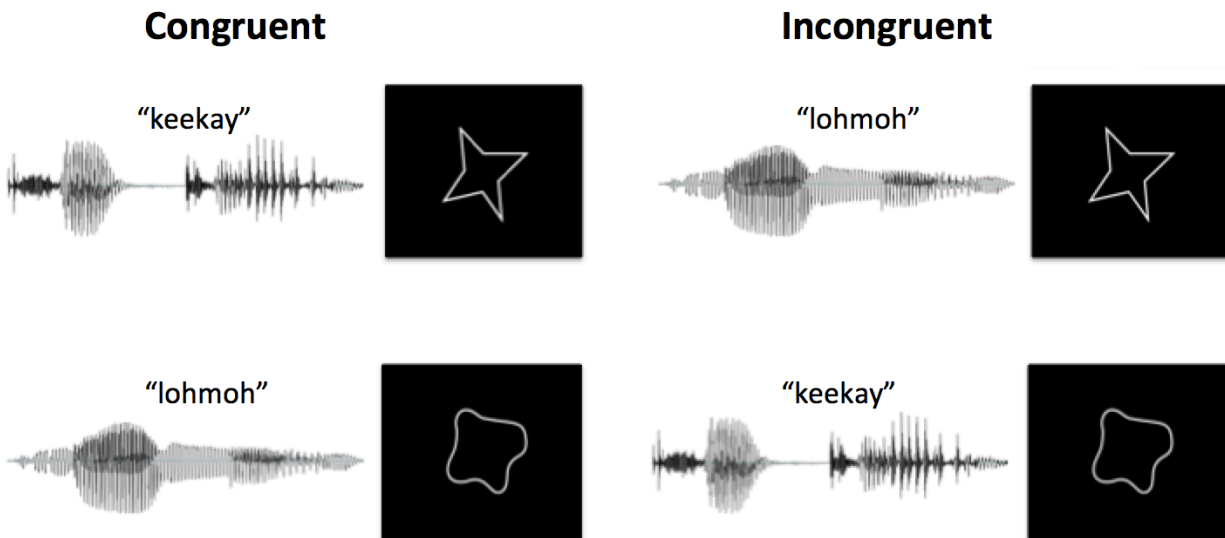 Congruent
Incongruent
“keekay”
“lohmoh”
“lohmoh”
“keekay”